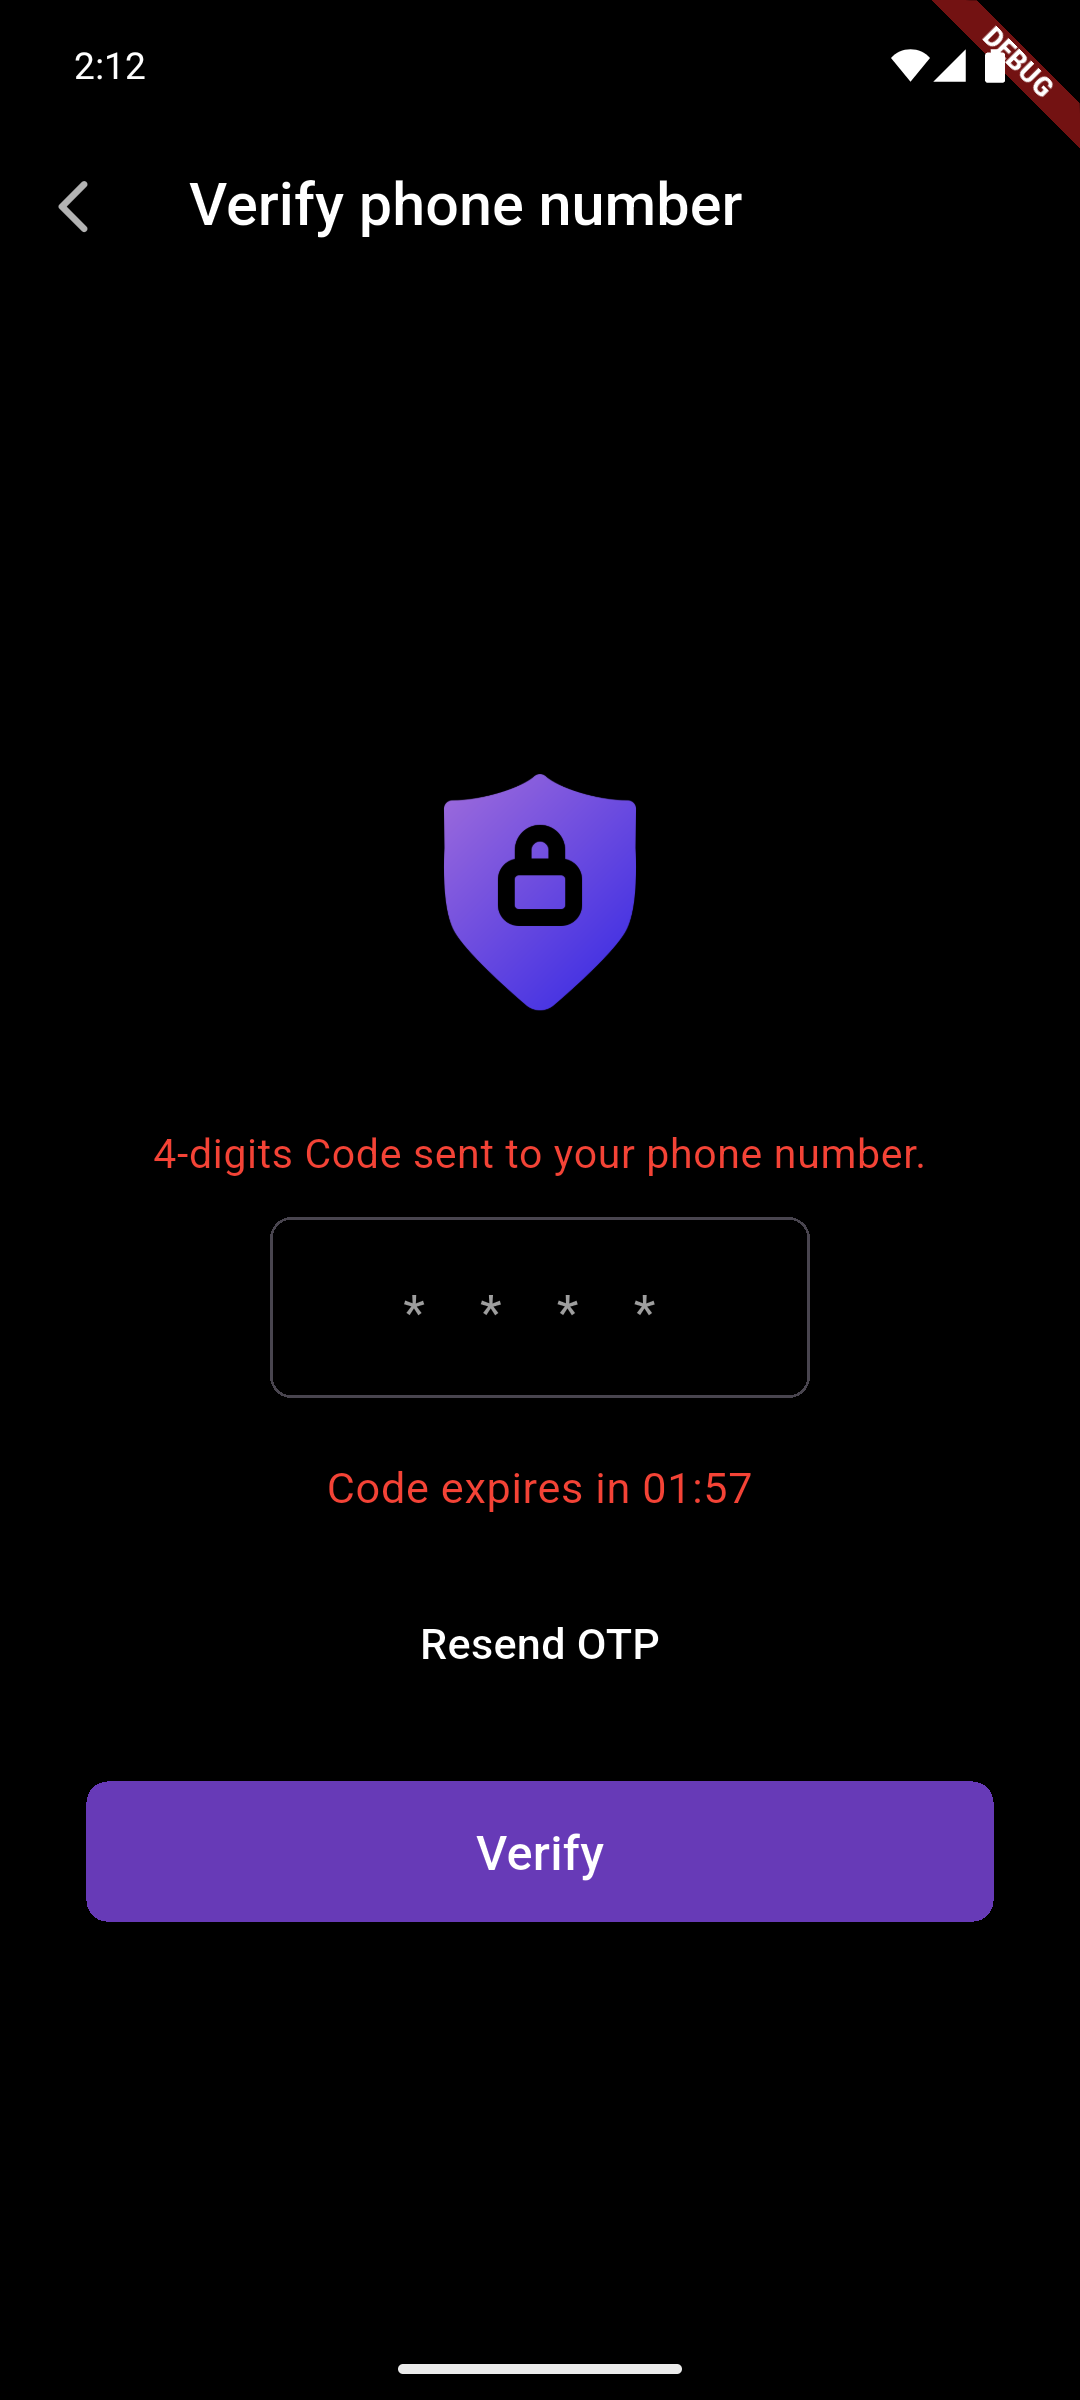 2:12
DEBUG
Verify phone number
4-digits Code sent to your phone number.
* * * *
Code expires in 01:57
Resend OTP
Verify